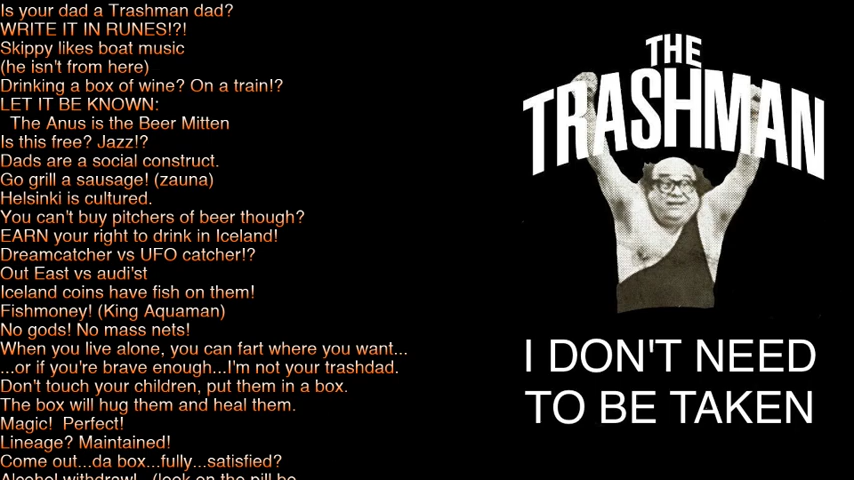 Is your dad a Trashman dad?
WRITE IT IN RUNES!?!
Skippy likes boat music
(he isn't from here)
Drinking a box of wine? On a train!?
LET IT BE KNOWN:
The Anus is the Beer Mitten
Is this free? Jazz!?
Dads are a social construct.
Go grill a sausage! (zauna)
Helsinki is cultured.
You can't buy pitchers of beer though?
EARN your right to drink in Iceland!
Dreamcatcher vs UFO catcher!?
Out East vs audi'st
Iceland coins have fish on them!
Fishmoney! (King Aquaman)
No gods! No mass nets!
When you live alone, you can fart where you want...
...or if you're brave enough...I'm not your trashdad.
Don't touch your children, put them in a box.
The box will hug them and heal them.
Magic!  Perfect!
Lineage? Maintained!
Come out...da box...fully...satisfied?
Alcohol withdraw!.. (look on the pill be
THE
TRASHMAN
I DON'T NEED
TO BE TAKEN